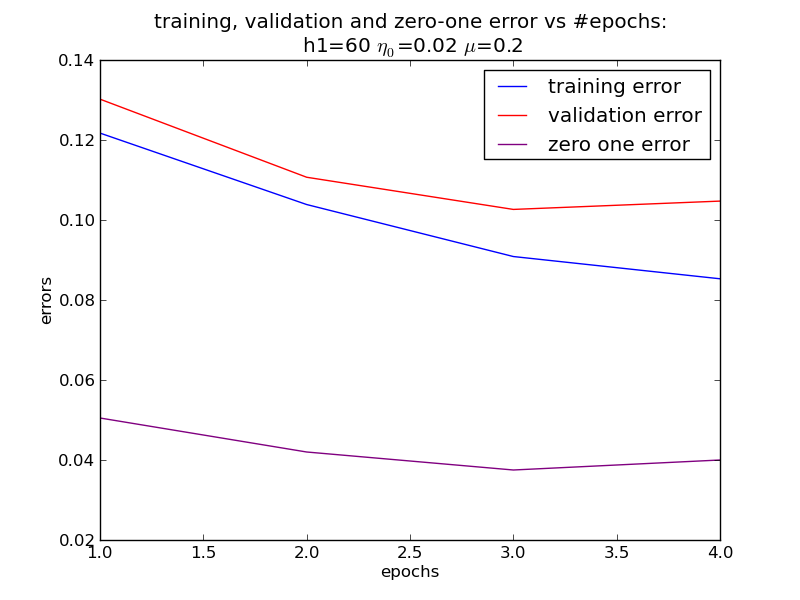 training, validation and zero-one error vs #epochs:
h1=60 η₀=0.02 μ=0.2
training error
validation error
zero one error
errors
0.14
0.12
0.10
0.08
0.06
0.04
0.02
1.0 1.5 2.0 2.5 3.0 3.5 4.0
epochs